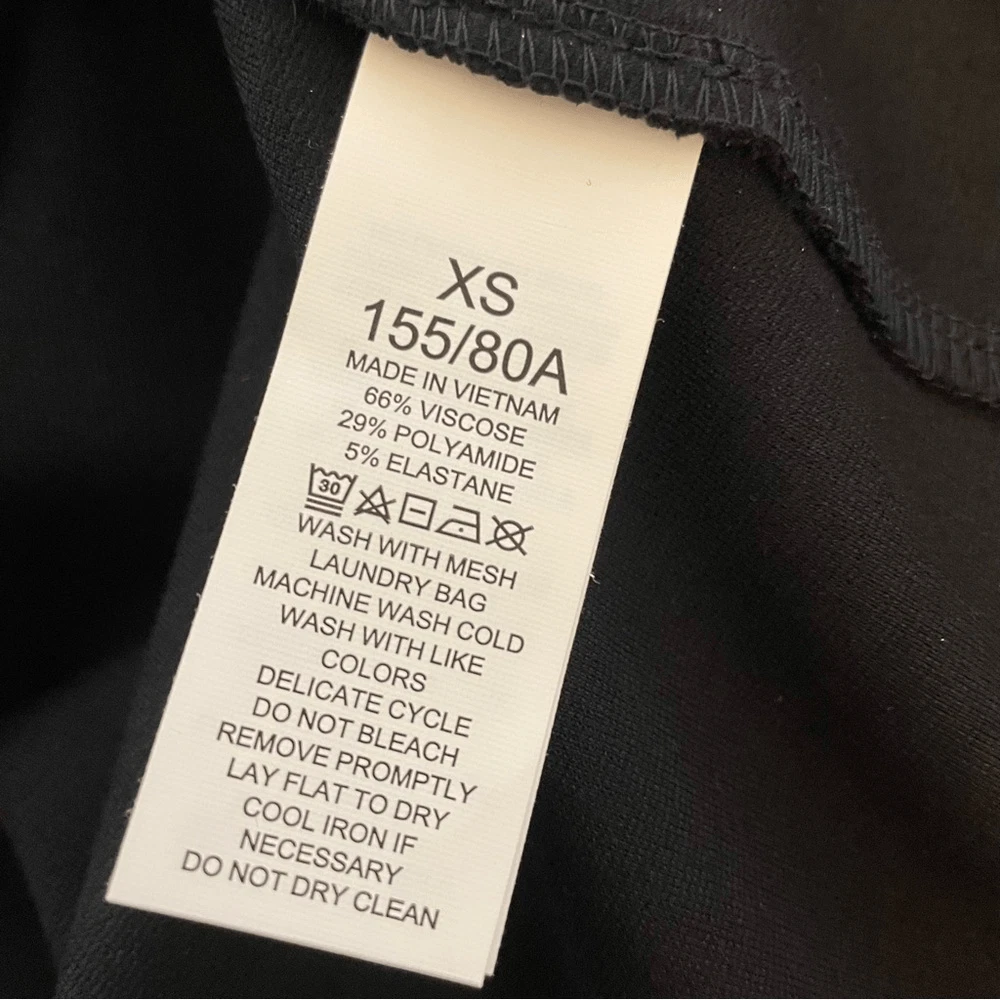 XS
155/80A
MADE IN VIETNAM
66% VISCOSE
29% POLYAMIDE
5% ELASTANE
30
WASH WITH MESH
LAUNDRY BAG
MACHINE WASH COLD
WASH WITH LIKE
COLORS
DELICATE CYCLE
DO NOT BLEACH
REMOVE PROMPTLY
LAY FLAT TO DRY
COOL IRON IF
NECESSARY
DO NOT DRY CLEAN